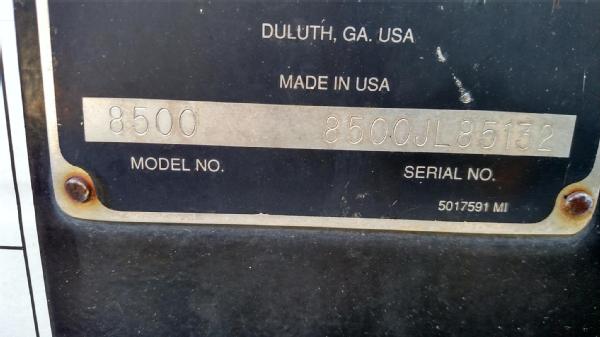 DULUTH, GA. USA
MADE IN USA
8500 8500JL85132
MODEL NO. SERIAL NO.
5017591 MI